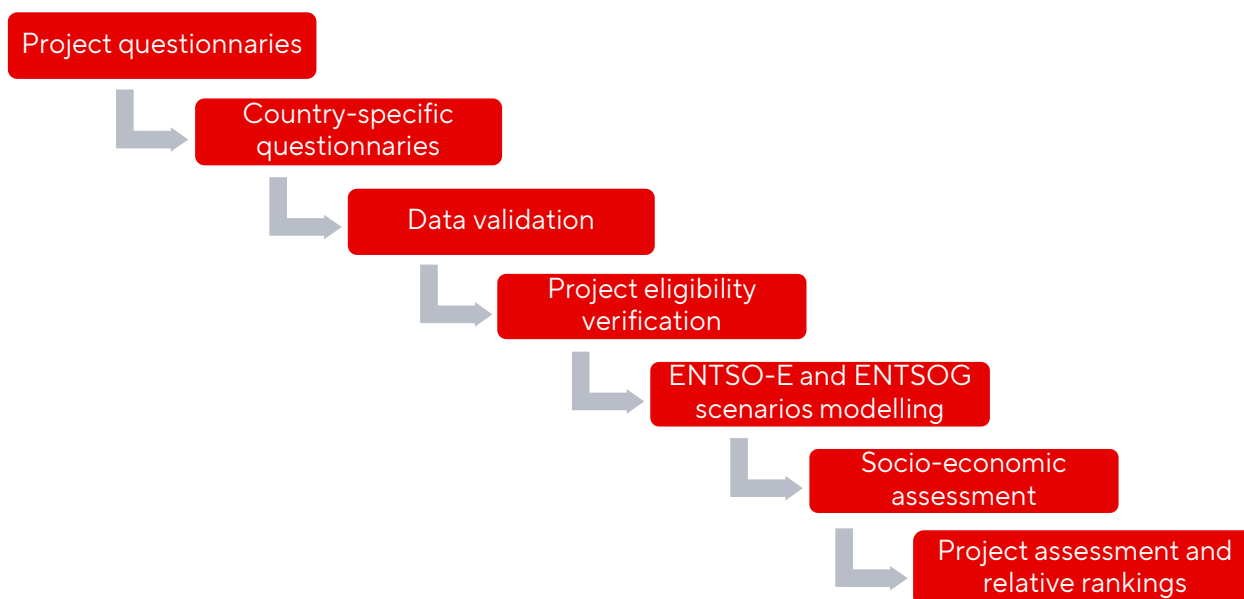 Project questionnaries
Country-specific
questionnaries
Data validation
Project eligibility
verification
ENTSO-E and ENTSOG
scenarios modelling
Socio-economic
assessment
Project assessment and
relative rankings